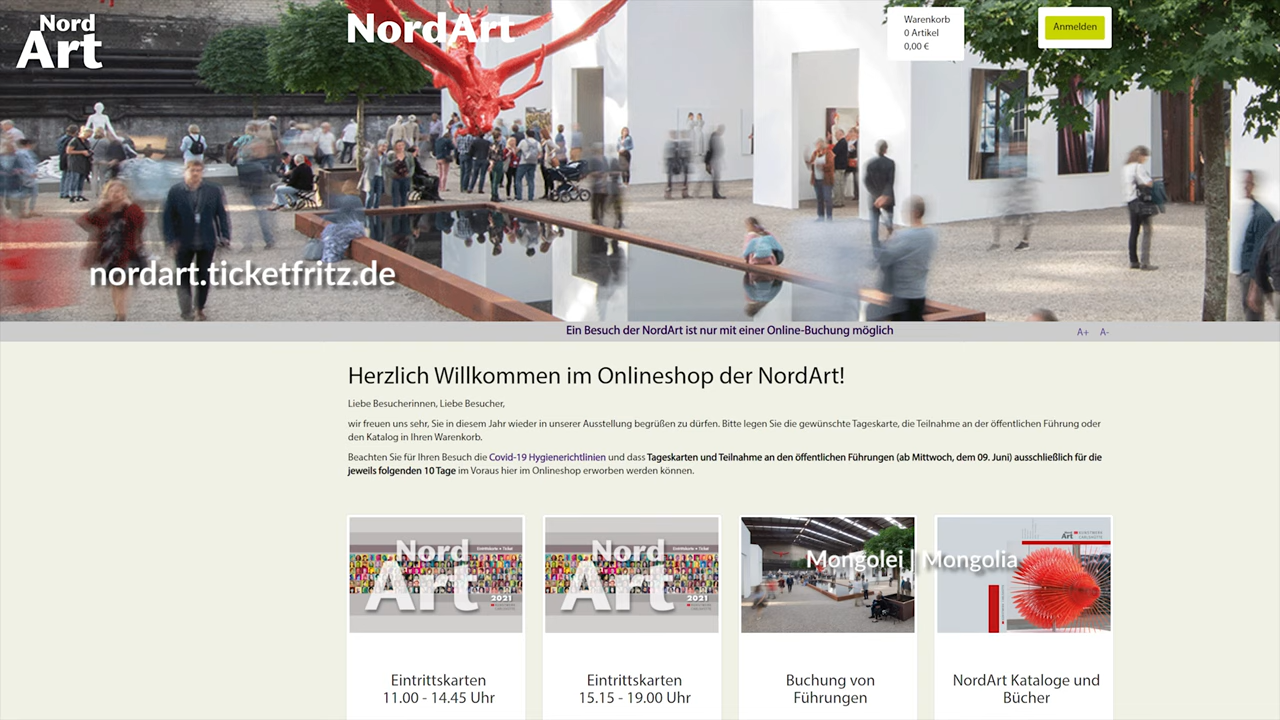 Nord
Art
NordArt
Warenkorb
0 Artikel
0,00 €
Anmelden
nordart.ticketfritz.de
Ein Besuch der NordArt ist nur mit einer Online-Buchung möglich
A+ A-
Herzlich Willkommen im Onlineshop der NordArt!
Liebe Besucherinnen, Liebe Besucher,
wir freuen uns sehr, Sie in diesem Jahr wieder in unserer Ausstellung begrüßen zu dürfen. Bitte legen Sie die gewünschte Tageskarte, die Teilnahme an der öffentlichen Führung oder
den Katalog in Ihren Warenkorb.
Beachten Sie für Ihren Besuch die Covid-19 Hygienerichtlinien und dass Tageskarten und Teilnahme an den öffentlichen Führungen (ab Mittwoch, dem 09. Juni) ausschließlich für die
jeweils folgenden 10 Tage im Voraus hier im Onlineshop erworben werden können.
Nord
Eintrittskarte • Ticket
Art
2021
Nord
Eintrittskarte • Ticket
Art
2021
Mongolei | Mongolia
Art
Eintrittskarten
11.00 - 14.45 Uhr
Eintrittskarten
15.15 - 19.00 Uhr
Buchung von
Führungen
NordArt Kataloge und
Bücher